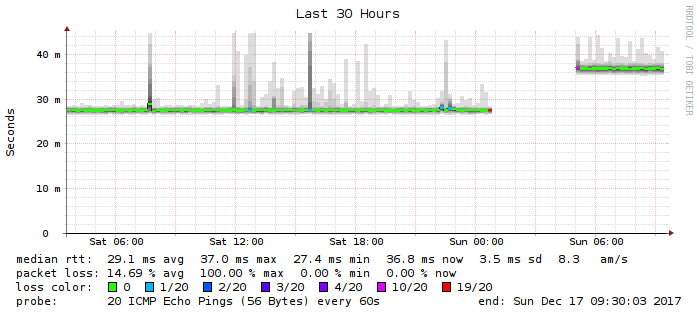 Last 30 Hours
RRDTOOL / TOBI OETIKER
Seconds
40 m
30 m
20 m
10 m
0
Sat 06:00 Sat 12:00 Sat 18:00 Sun 00:00 Sun 06:00
median rtt: 29.1 ms avg 37.0 ms max 27.4 ms min 36.8 ms now 3.5 ms sd 8.3 am/s
packet loss: 14.69 % avg 100.00 % max 0.00 % min 0.00 % now
loss color: 0 1/20 2/20 3/20 4/20 10/20 19/20
probe: 20 ICMP Echo Pings (56 Bytes) every 60s end: Sun Dec 17 09:30:03 2017